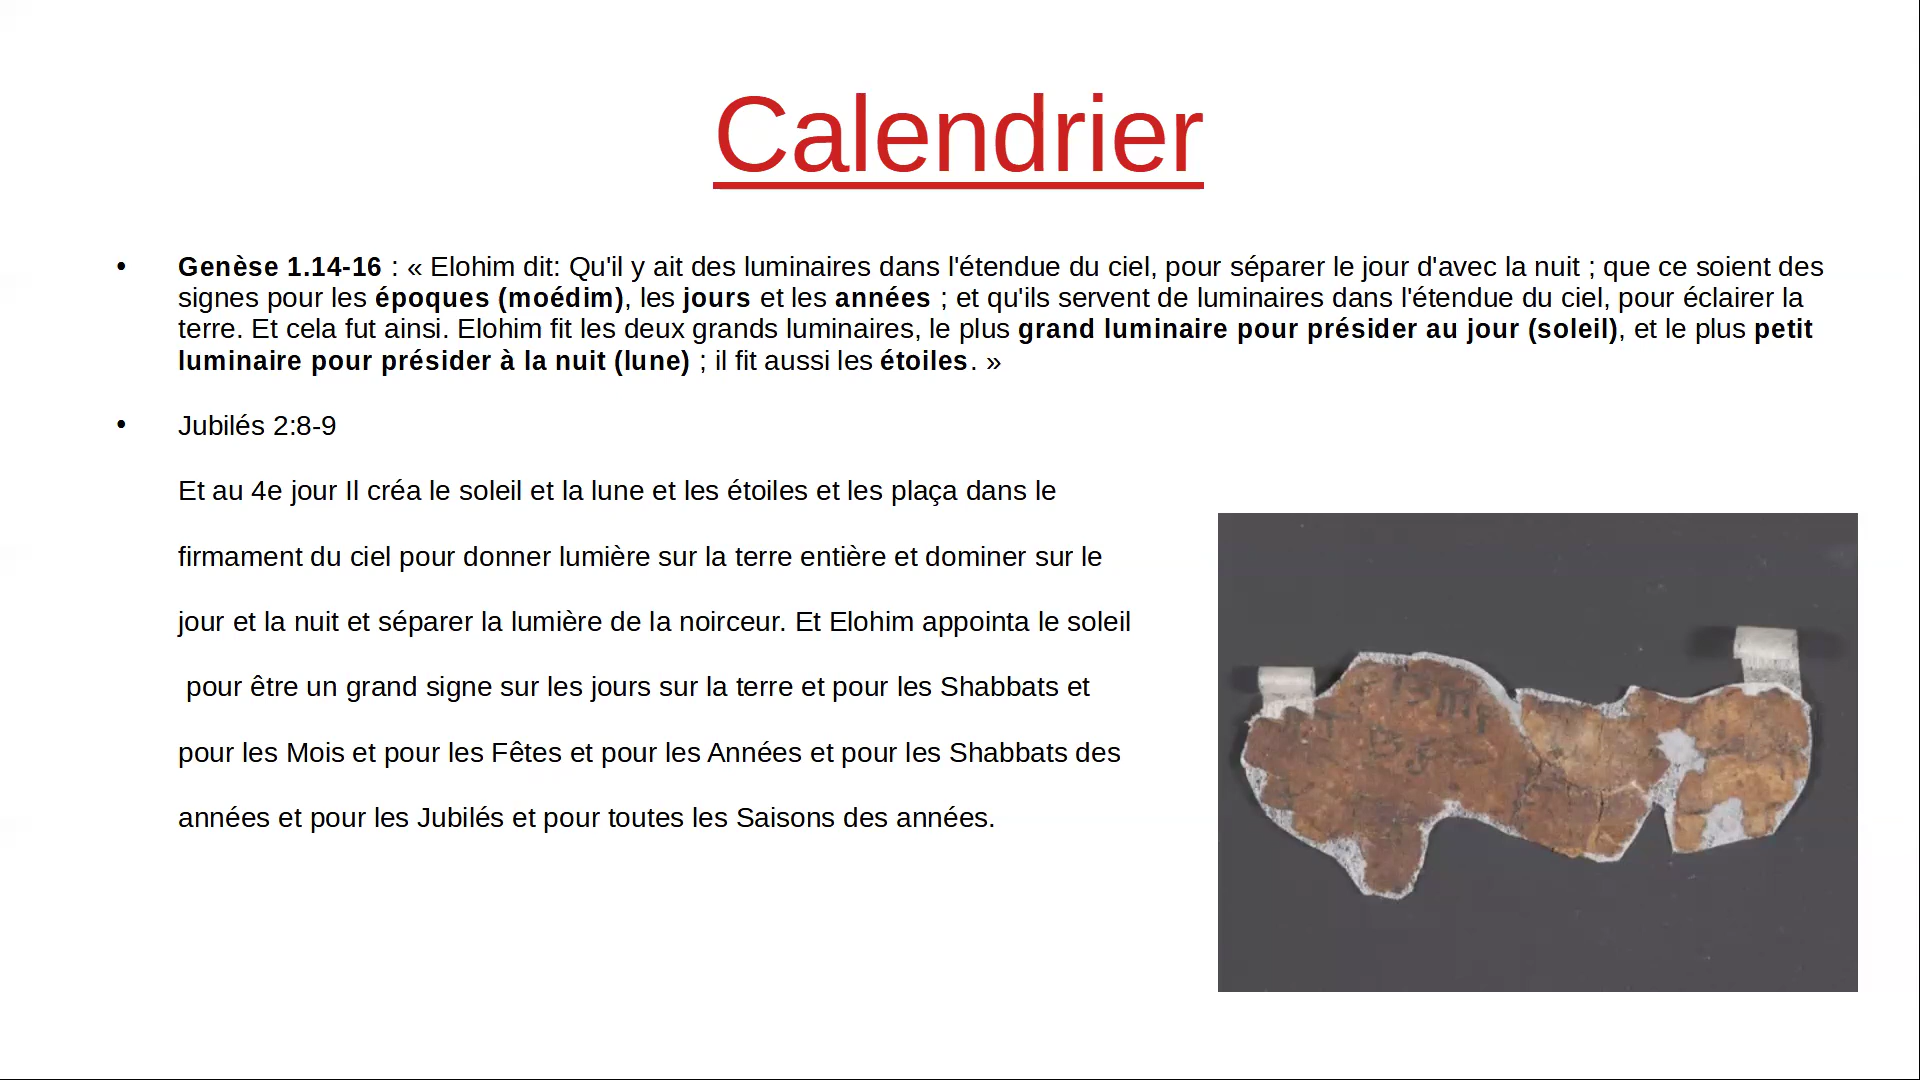 Calendrier
• Genèse 1.14-16 : « Elohim dit: Qu'il y ait des luminaires dans l'étendue du ciel, pour séparer le jour d'avec la nuit ; que ce soient des
signes pour les époques (moédim), les jours et les années ; et qu'ils servent de luminaires dans l'étendue du ciel, pour éclairer la
terre. Et cela fut ainsi. Elohim fit les deux grands luminaires, le plus grand luminaire pour présider au jour (soleil), et le plus petit
luminaire pour présider à la nuit (lune) ; il fit aussi les étoiles. »
• Jubilés 2:8-9
Et au 4e jour Il créa le soleil et la lune et les étoiles et les plaça dans le
firmament du ciel pour donner lumière sur la terre entière et dominer sur le
jour et la nuit et séparer la lumière de la noirceur. Et Elohim appointa le soleil
pour être un grand signe sur les jours sur la terre et pour les Shabbats et
pour les Mois et pour les Fêtes et pour les Années et pour les Shabbats des
années et pour les Jubilés et pour toutes les Saisons des années.